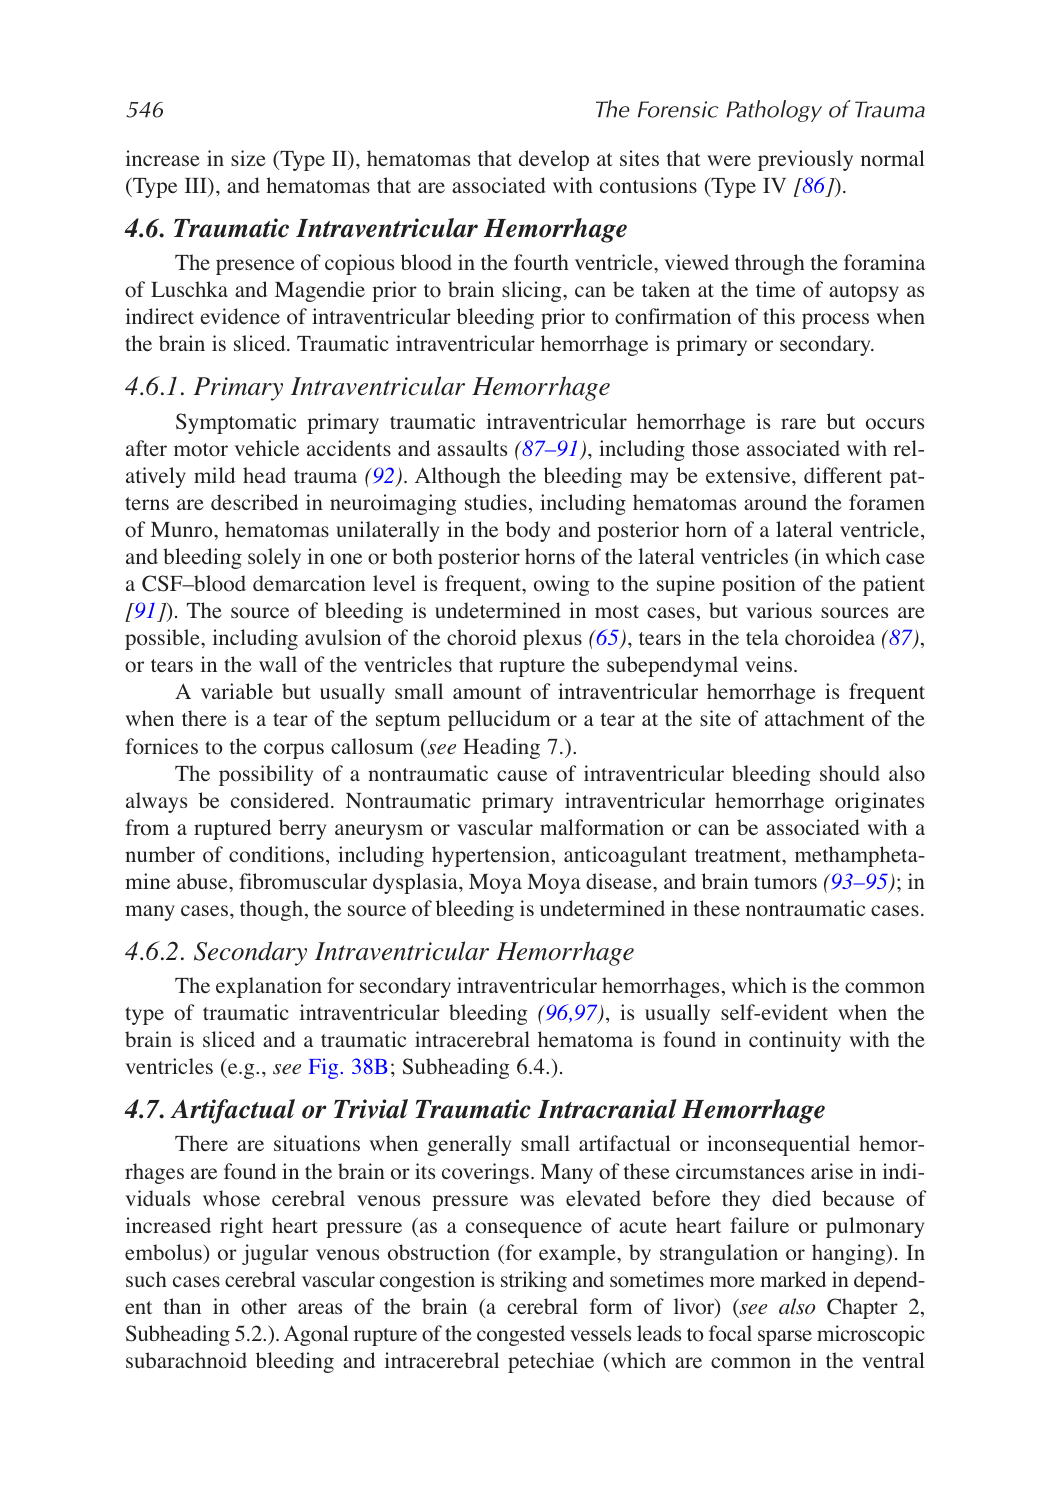 546
The Forensic Pathology of Trauma
increase in size (Type II), hematomas that develop at sites that were previously normal
(Type III), and hematomas that are associated with contusions (Type IV [86]).
4.6. Traumatic Intraventricular Hemorrhage
The presence of copious blood in the fourth ventricle, viewed through the foramina
of Luschka and Magendie prior to brain slicing, can be taken at the time of autopsy as
indirect evidence of intraventricular bleeding prior to confirmation of this process when
the brain is sliced. Traumatic intraventricular hemorrhage is primary or secondary.
4.6.1. Primary Intraventricular Hemorrhage
Symptomatic primary traumatic intraventricular hemorrhage is rare but occurs
after motor vehicle accidents and assaults (87–91), including those associated with rel-
atively mild head trauma (92). Although the bleeding may be extensive, different pat-
terns are described in neuroimaging studies, including hematomas around the foramen
of Munro, hematomas unilaterally in the body and posterior horn of a lateral ventricle,
and bleeding solely in one or both posterior horns of the lateral ventricles (in which case
a CSF–blood demarcation level is frequent, owing to the supine position of the patient
[91]). The source of bleeding is undetermined in most cases, but various sources are
possible, including avulsion of the choroid plexus (65), tears in the tela choroidea (87),
or tears in the wall of the ventricles that rupture the subependymal veins.
A variable but usually small amount of intraventricular hemorrhage is frequent
when there is a tear of the septum pellucidum or a tear at the site of attachment of the
fornices to the corpus callosum (see Heading 7.).
The possibility of a nontraumatic cause of intraventricular bleeding should also
always be considered. Nontraumatic primary intraventricular hemorrhage originates
from a ruptured berry aneurysm or vascular malformation or can be associated with a
number of conditions, including hypertension, anticoagulant treatment, methampheta-
mine abuse, fibromuscular dysplasia, Moya Moya disease, and brain tumors (93–95); in
many cases, though, the source of bleeding is undetermined in these nontraumatic cases.
4.6.2. Secondary Intraventricular Hemorrhage
The explanation for secondary intraventricular hemorrhages, which is the common
type of traumatic intraventricular bleeding (96,97), is usually self-evident when the
brain is sliced and a traumatic intracerebral hematoma is found in continuity with the
ventricles (e.g., see Fig. 38B; Subheading 6.4.).
4.7. Artifactual or Trivial Traumatic Intracranial Hemorrhage
There are situations when generally small artifactual or inconsequential hemor-
rhages are found in the brain or its coverings. Many of these circumstances arise in indi-
viduals whose cerebral venous pressure was elevated before they died because of
increased right heart pressure (as a consequence of acute heart failure or pulmonary
embolus) or jugular venous obstruction (for example, by strangulation or hanging). In
such cases cerebral vascular congestion is striking and sometimes more marked in depend-
ent than in other areas of the brain (a cerebral form of livor) (see also Chapter 2,
Subheading 5.2.). Agonal rupture of the congested vessels leads to focal sparse microscopic
subarachnoid bleeding and intracerebral petechiae (which are common in the ventral